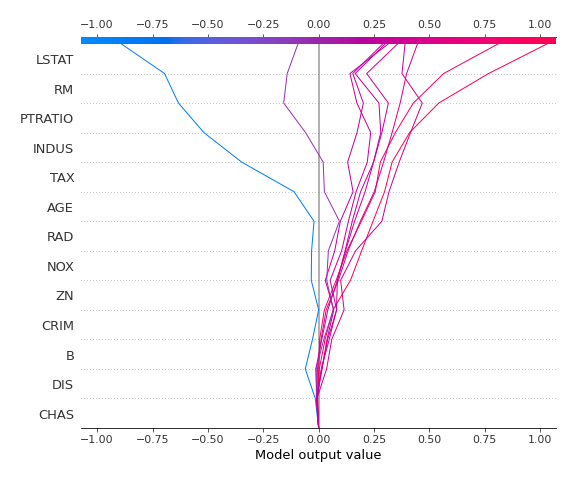 −1.00 −0.75 −0.50 −0.25 0.00 0.25 0.50 0.75 1.00
LSTAT
RM
PTRATIO
INDUS
TAX
AGE
RAD
NOX
ZN
CRIM
B
DIS
CHAS
−1.00 −0.75 −0.50 −0.25 0.00 0.25 0.50 0.75 1.00
Model output value